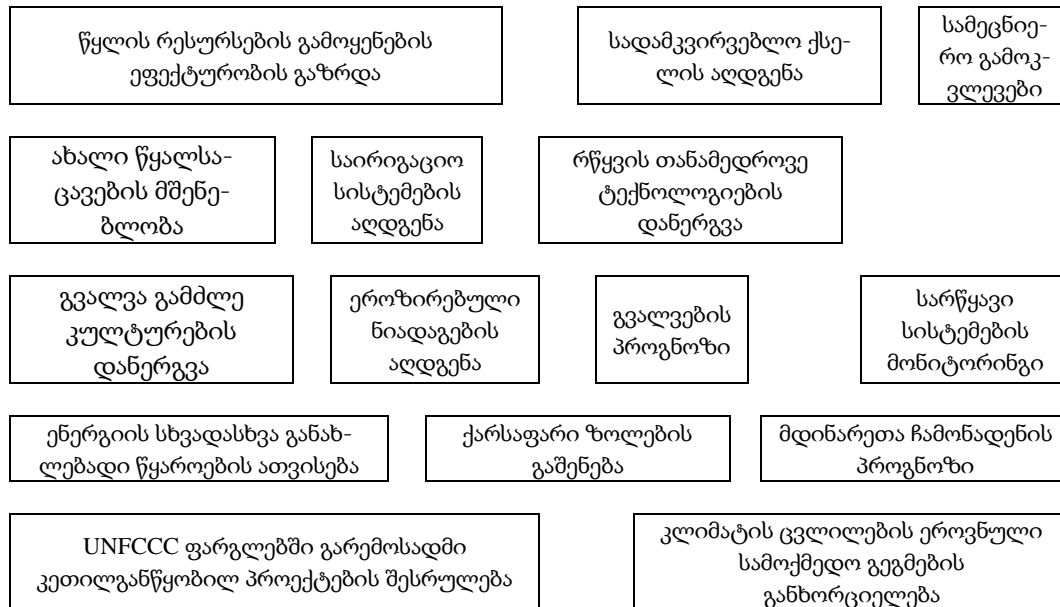 წყლის რესურსების გამოყენების
ეფექტურობის გაზრდა
სადამკვირვებლო ქსე-
ლის აღდგენა
სამეცნიე-
რო გამოკ-
ვლევები
ახალი წყალსა-
ცავების მშენე-
ბლობა
საირიგაციო
სისტემების
აღდგენა
რწყვის თანამედროვე
ტექნოლოგიების
დანერგვა
გვალვა გამძლე
კულტურების
დანერგვა
ეროზირებული
ნიადაგების
აღდგენა
გვალვების
პროგნოზი
სარწყავი
სისტემების
მონიტორინგი
ენერგიის სხვადასხვა განახ-
ლებადი წყაროების ათვისება
ქარსაფარი ზოლების
გაშენება
მდინარეთა ჩამონადენის
პროგნოზი
UNFCCC ფარგლებში გარემოსადმი
კეთილგანწყობილ პროექტების შესრულება
კლიმატის ცვლილების ეროვნული
სამოქმედო გეგმების
განხორციელება